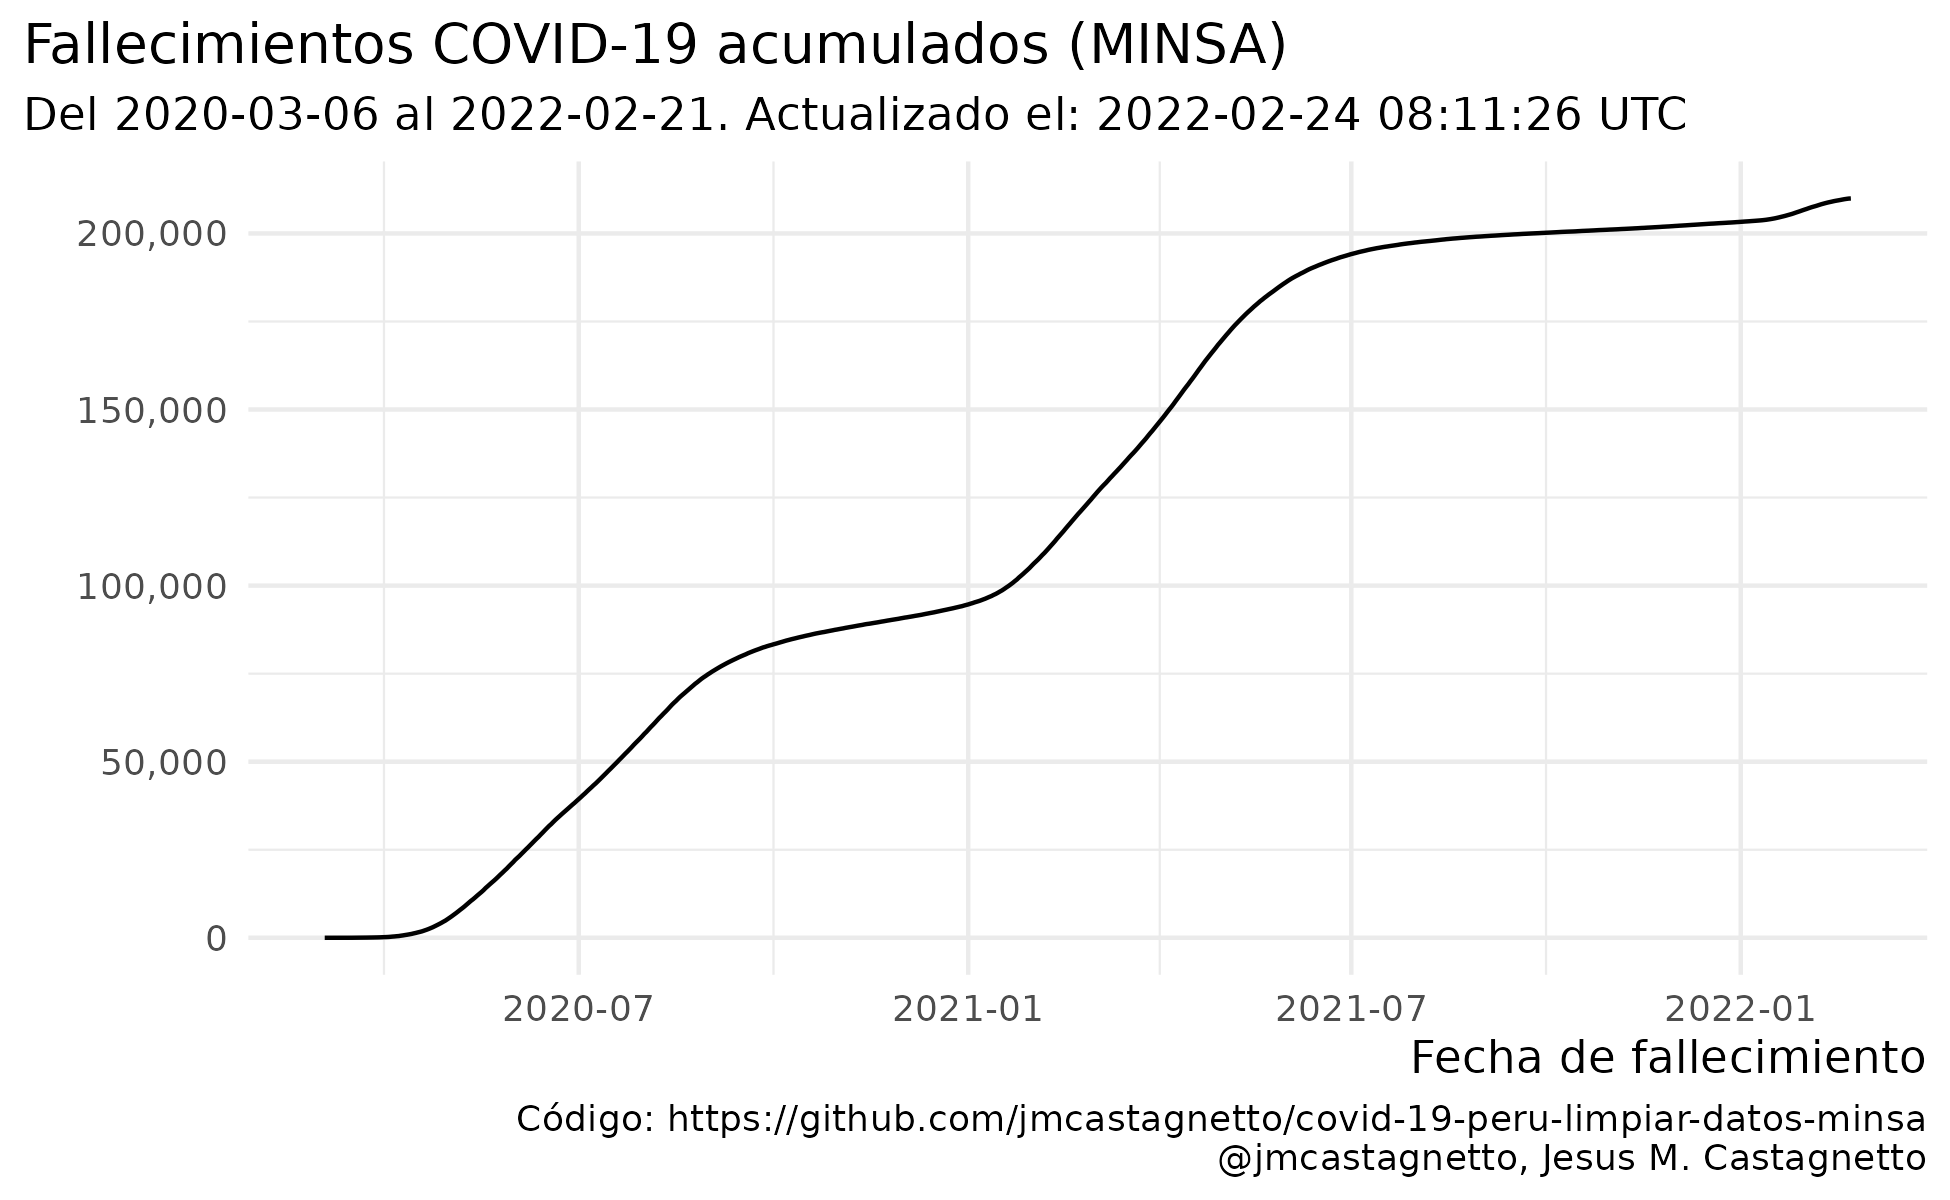 Fallecimientos COVID-19 acumulados (MINSA)
Del 2020-03-06 al 2022-02-21. Actualizado el: 2022-02-24 08:11:26 UTC
200,000
150,000
100,000
50,000
0
2020-07
2021-01
2021-07
2022-01
Fecha de fallecimiento
Código: https://github.com/jmcastagnetto/covid-19-peru-limpiar-datos-minsa
@jmcastagnetto, Jesus M. Castagnetto